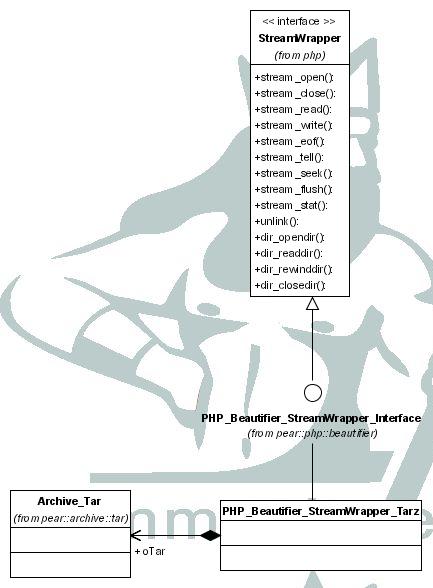 << interface >>
StreamWrapper
(from php)
+stream_open():
+stream_close():
+stream_read():
+stream_write():
+stream_eof():
+stream_tell():
+stream_seek():
+stream_flush():
+stream_stat():
+unlink():
+dir_opendir():
+dir_readdir():
+dir_rewinddir():
+dir_closedir():
PHP_Beautifier_StreamWrapper_Interface
(from pear::php::beautifier)
Archive_Tar
(from pear::archive::tar)
PHP_Beautifier_StreamWrapper_Tarz
+ oTar